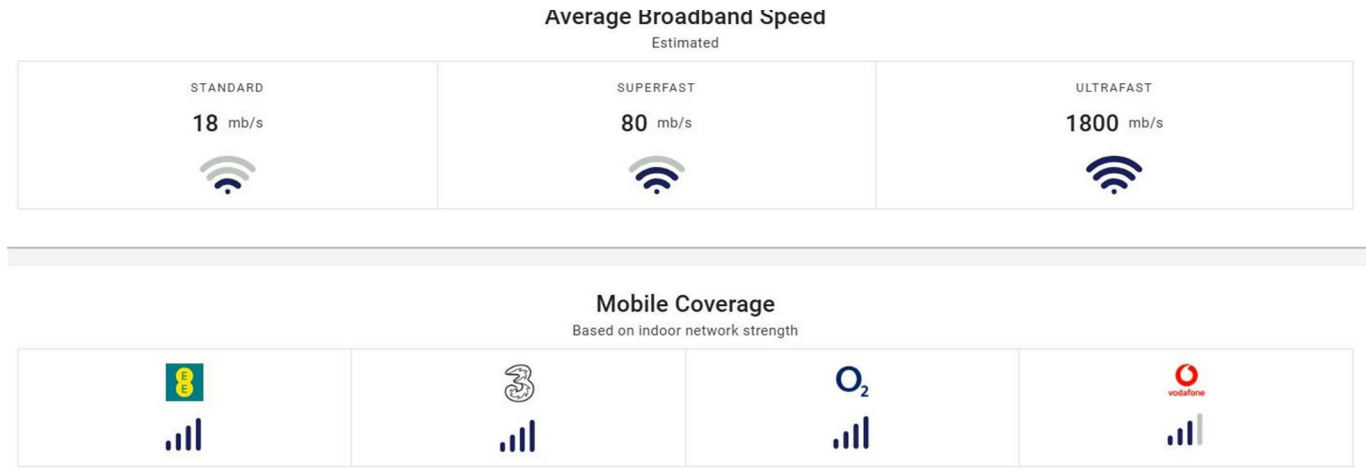 Average Broadband Speed
Estimated
STANDARD
18 mb/s
SUPERFAST
80 mb/s
ULTRAFAST
1800 mb/s
Mobile Coverage
Based on indoor network strength
E
E
3
O2
vodafone